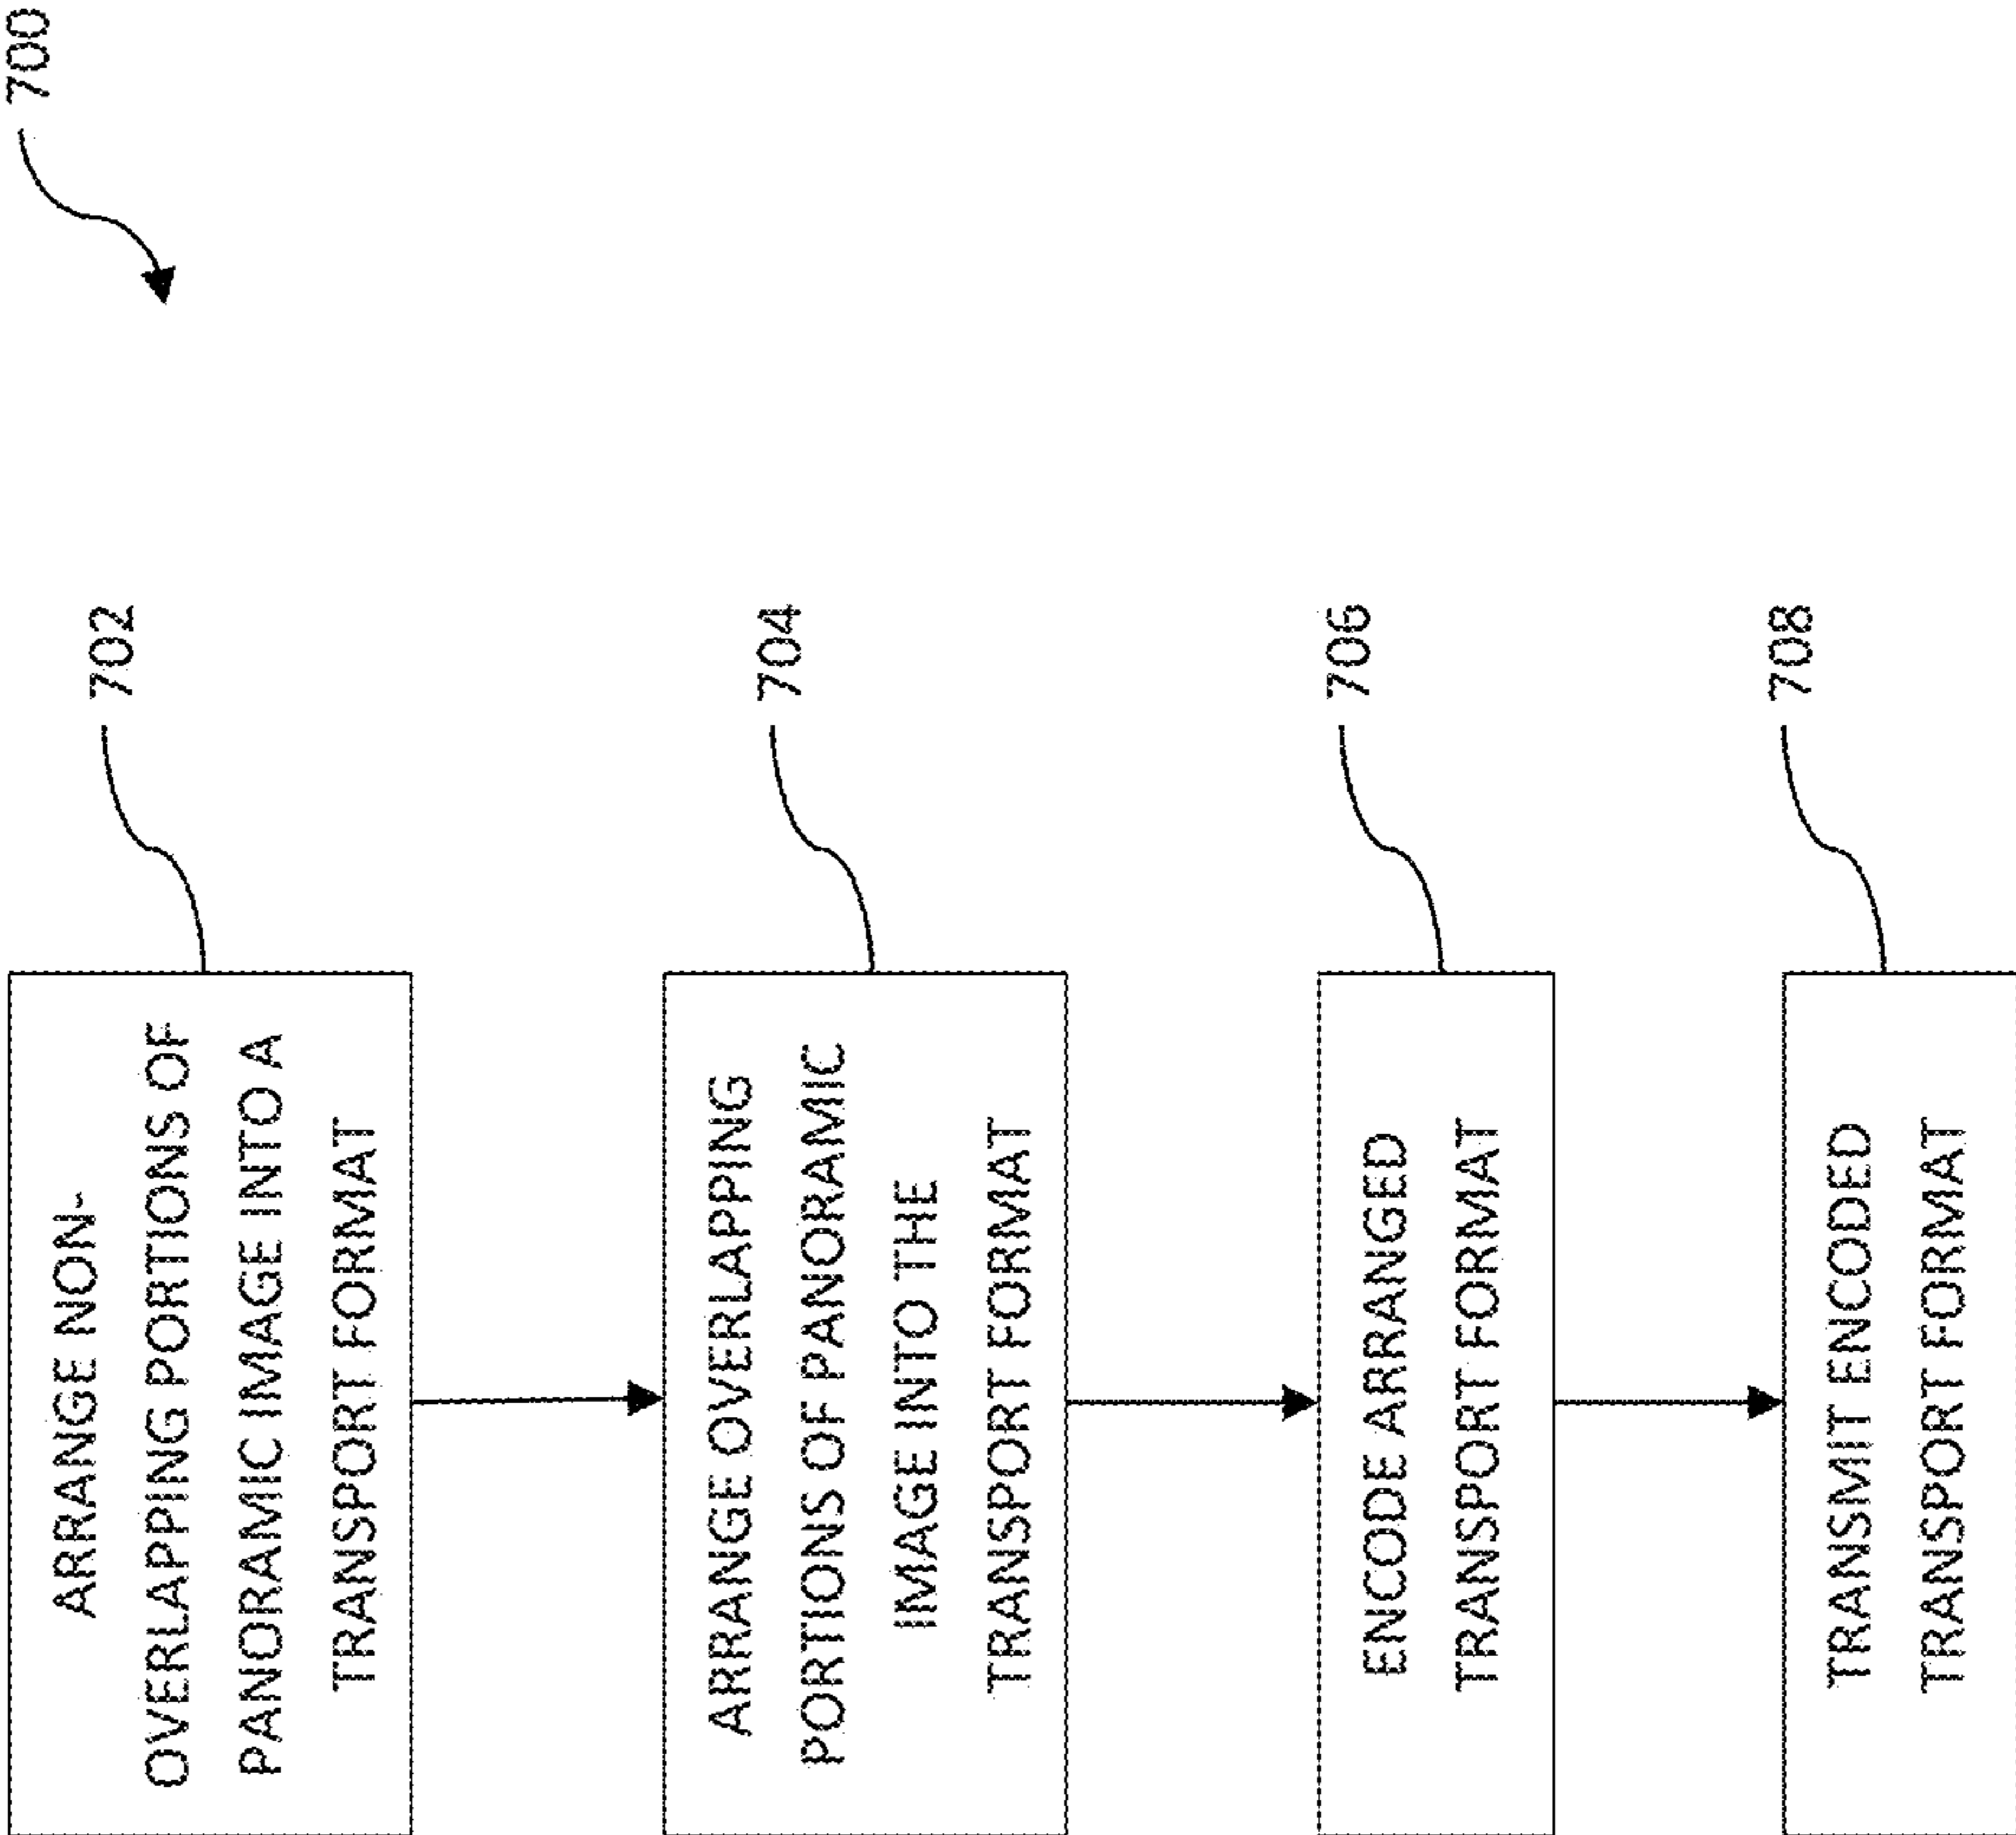 700
702
ARRANGE NON-
OVERLAPPING PORTIONS OF
PANORAMIC IMAGE INTO A
TRANSPORT FORMAT
704
ARRANGE OVERLAPPING
PORTIONS OF PANORAMIC
IMAGE INTO THE
TRANSPORT FORMAT
706
ENCODE ARRANGED
TRANSPORT FORMAT
708
TRANSMIT ENCODED
TRANSPORT FORMAT